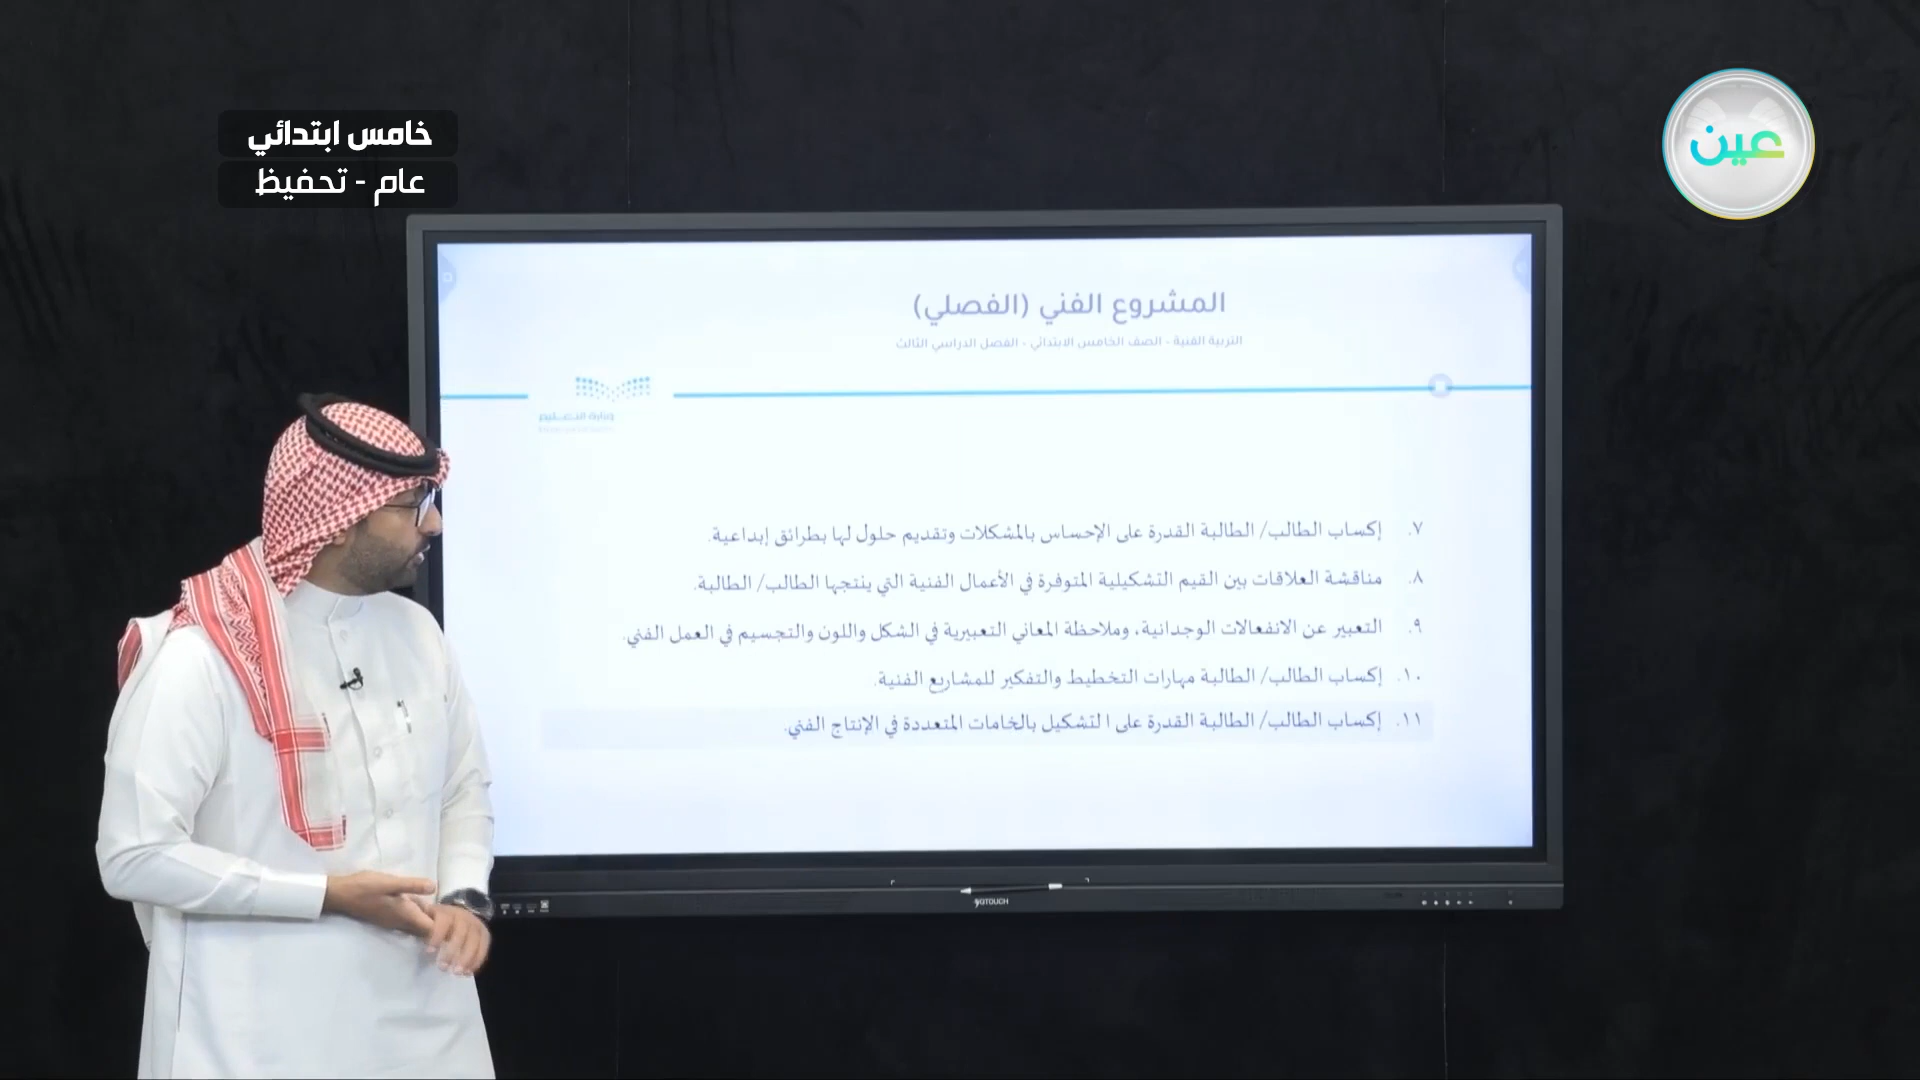 خامس ابتدائي
عام - تحفيظ
عين
المشروع الفني (الفصلي)
التربية الفنية - الصف الخامس الابتدائي - الفصل الدراسي الثالث
وزارة التعليم
٧. إكساب الطالب/ الطالبة القدرة على الإحساس بالمشكلات وتقديم حلول لها بطرائق إبداعية.
٨. مناقشة العلاقات بين القيم التشكيلية المتوفرة في الأعمال الفنية التي ينتجها الطالب/ الطالبة.
٩. التعبير عن الانفعالات الوجدانية، وملاحظة المعاني التعبيرية في الشكل واللون والتجسيم في العمل الفني.
١٠. إكساب الطالب/ الطالبة مهارات التخطيط والتفكير للمشاريع الفنية.
١١. إكساب الطالب/ الطالبة القدرة على التشكيل بالخامات المتعددة في الإنتاج الفني.